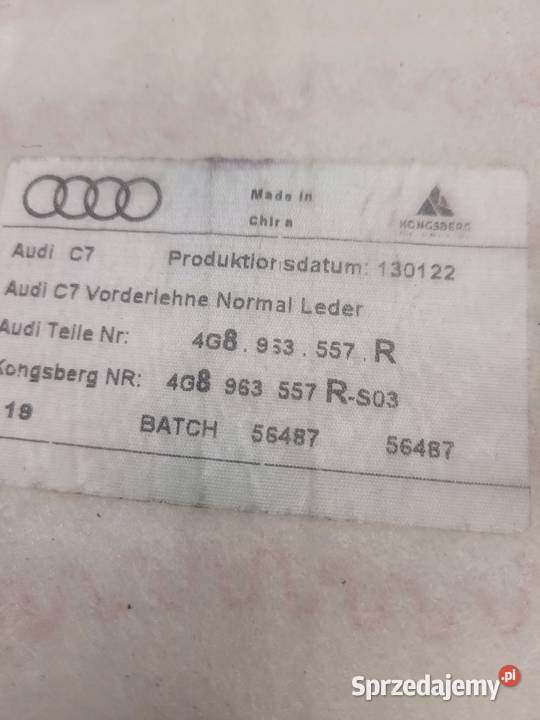 Made in
China
KONGSBERG
Audi C7 Produktionsdatum: 130122
Audi C7 Vorderlehne Normal Leder
Audi Teile Nr: 4G8.963.557.R
Kongsberg NR: 4G8 963 557 R-S03
19 BATCH 56487 56487
Sprzedajemy.pl